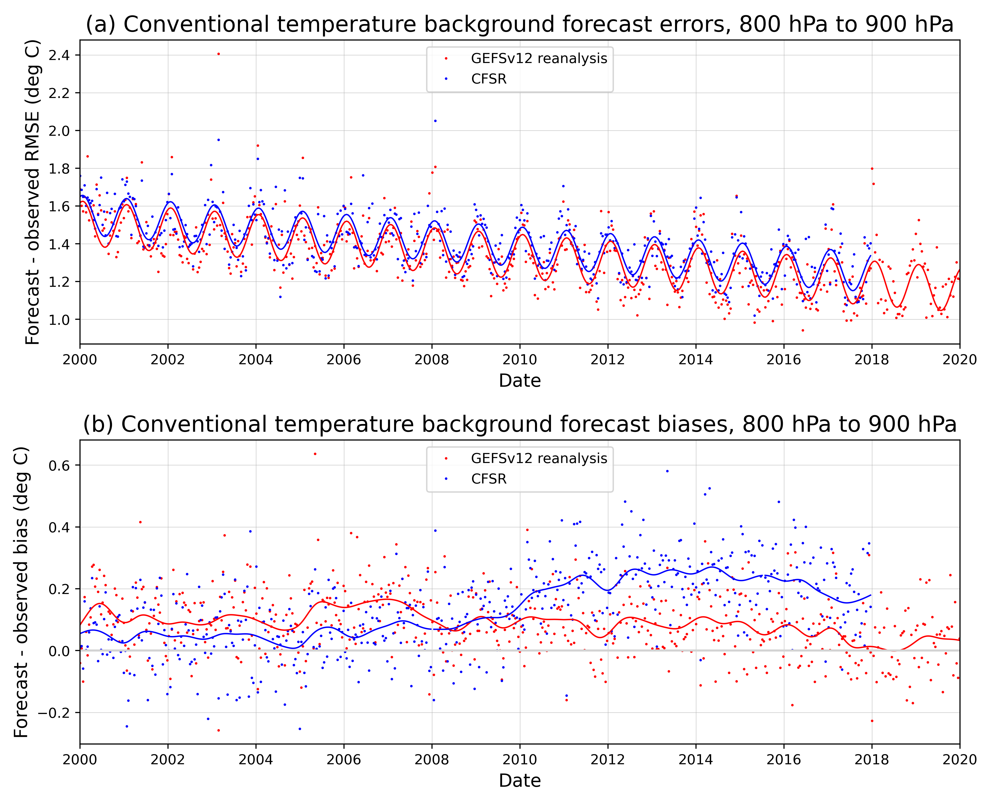 (a) Conventional temperature background forecast errors, 800 hPa to 900 hPa
Forecast - observed RMSE (deg C)
2.4
2.2
2.0
1.8
1.6
1.4
1.2
1.0
GEFSv12 reanalysis
CFSR
2000 2002 2004 2006 2008 2010 2012 2014 2016 2018 2020
Date
(b) Conventional temperature background forecast biases, 800 hPa to 900 hPa
Forecast - observed bias (deg C)
0.6
0.4
0.2
0.0
−0.2
GEFSv12 reanalysis
CFSR
2000 2002 2004 2006 2008 2010 2012 2014 2016 2018 2020
Date